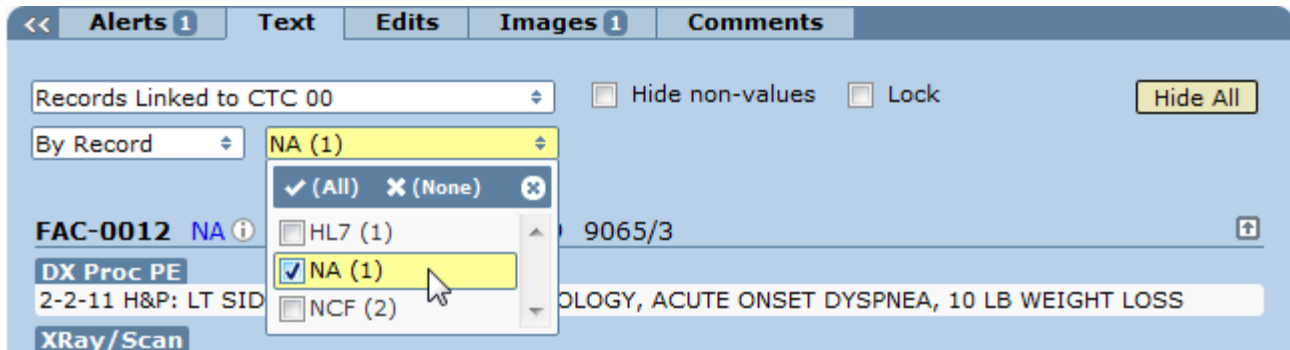 << Alerts 1 Text Edits Images 1 Comments
Records Linked to CTC 00 Hide non-values Lock Hide All
By Record NA (1)
(All) (None)
FAC-0012 NA HL7 (1) 9065/3
DX Proc PE NA (1)
2-2-11 H&P: LT SID NCF (2) OLOGY, ACUTE ONSET DYSPNEA, 10 LB WEIGHT LOSS
XRay/Scan